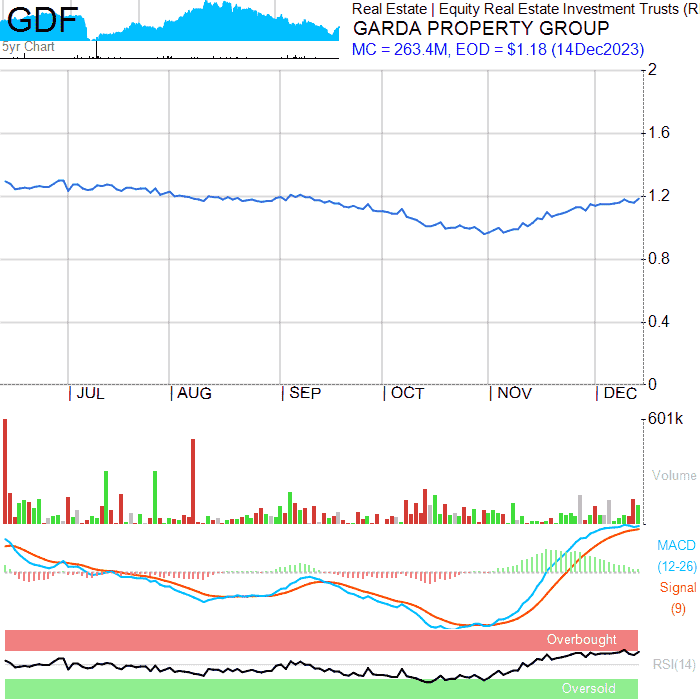 GDF
5yr Chart
Real Estate | Equity Real Estate Investment Trusts (R
GARDA PROPERTY GROUP
MC = 263.4M, EOD = $1.18 (14Dec2023)
2
1.6
1.2
0.8
0.4
0
| JUL | AUG | SEP | OCT | NOV | DEC
601k
Volume
MACD
(12-26)
Signal
(9)
Overbought
RSI(14)
Oversold